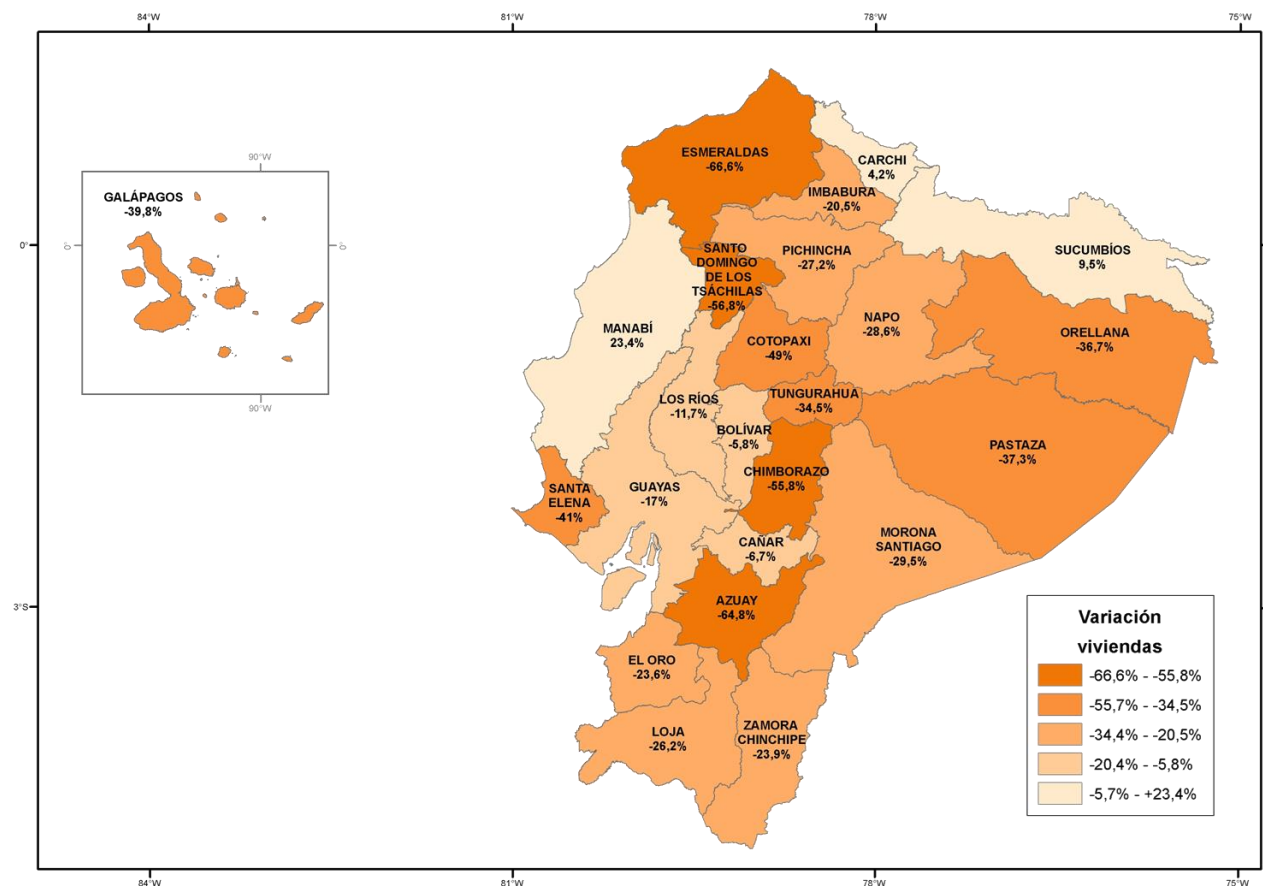 84°W
81°W
78°W
75°W
90°W
GALÁPAGOS
-39,8%
0°
0°
0°
90°W
ESMERALDAS
-66,6%
CARCHI
4,2%
IMBABURA
-20,5%
SUCUMBÍOS
9,5%
PICHINCHA
-27,2%
SANTO
DOMINGO
DE LOS
TSÁCHILAS
-56,8%
MANABÍ
23,4%
NAPO
-28,6%
ORELLANA
-36,7%
COTOPAXI
-49%
LOS RÍOS
-11,7%
TUNGURAHUA
-34,5%
BOLÍVAR
-5,8%
PASTAZA
-37,3%
CHIMBORAZO
-55,8%
SANTA
ELENA
-41%
GUAYAS
-17%
CAÑAR
-6,7%
MORONA
SANTIAGO
-29,5%
3°S
AZUAY
-64,8%
EL ORO
-23,6%
LOJA
-26,2%
ZAMORA
CHINCHIPE
-23,9%
Variación
viviendas
-66,6% - -55,8%
-55,7% - -34,5%
-34,4% - -20,5%
-20,4% - -5,8%
-5,7% - +23,4%
84°W
81°W
78°W
75°W